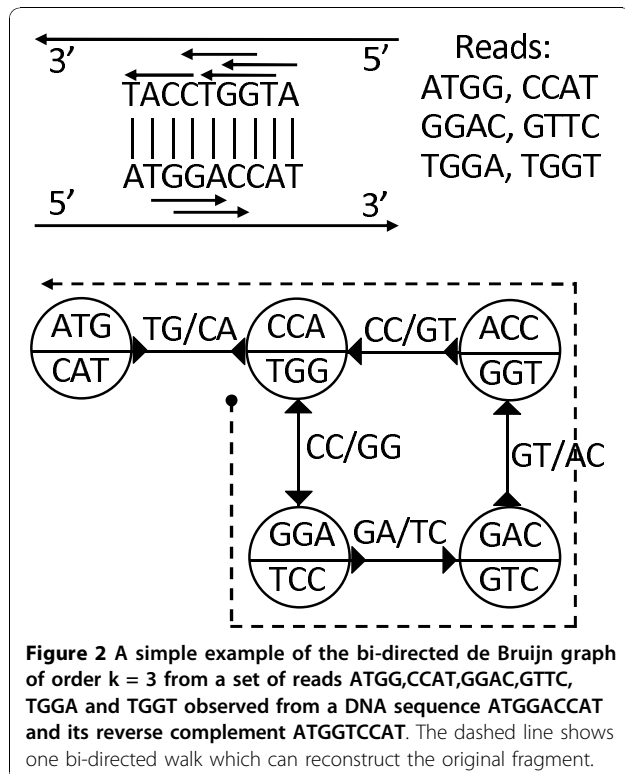 3’ 5’
TACCTGGTA
ATGGACCAT
5’ 3’
Reads:
ATGG, CCAT
GGAC, GTTC
TGGA, TGGT
ATG TG/CA CCA CC/GT ACC
CAT TGG GGT
CC/GG GT/AC
GGA GA/TC GAC
TCC GTC
Figure 2 A simple example of the bi-directed de Bruijn graph
of order k = 3 from a set of reads ATGG,CCAT,GGAC,GTTC,
TGGA and TGGT observed from a DNA sequence ATGGACCAT
and its reverse complement ATGGTCCAT. The dashed line shows
one bi-directed walk which can reconstruct the original fragment.